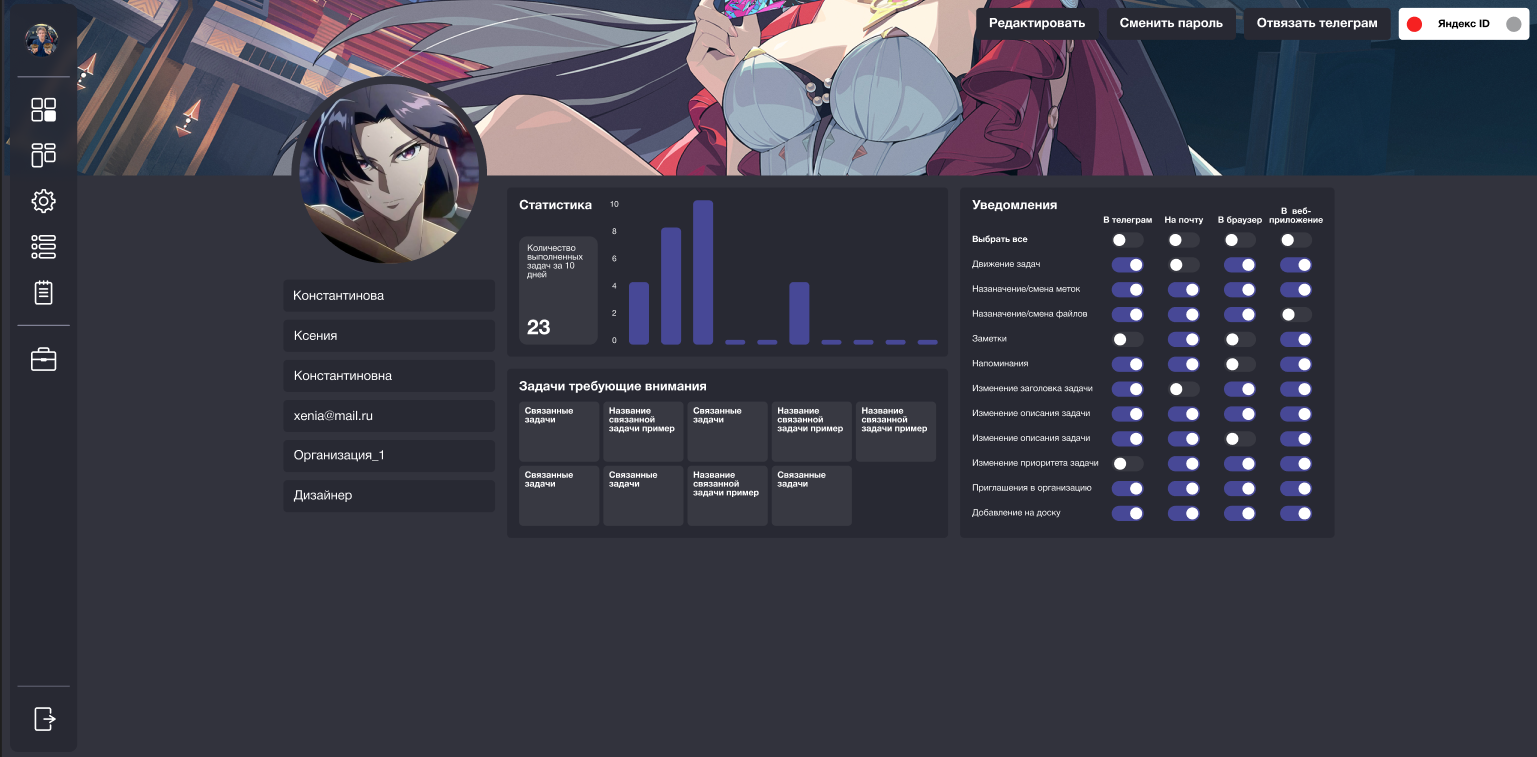 Редактировать
Сменить пароль
Отвязать телеграм
Яндекс ID
Константинова
Ксения
Константиновна
xenia@mail.ru
Организация_1
Дизайнер
Статистика
Количество
выполненных
задач за 10
дней
23
10
8
6
4
2
0
Задачи требующие внимания
Связанные
задачи
Название
связанной
задачи пример
Связанные
задачи
Название
связанной
задачи пример
Название
связанной
задачи пример
Связанные
задачи
Связанные
задачи
Название
связанной
задачи пример
Связанные
задачи
Уведомления
В телеграм
На почту
В браузер
В веб-
приложение
Выбрать все
Движение задач
Назаначение/смена меток
Назаначение/смена файлов
Заметки
Напоминания
Изменение заголовка задачи
Изменение описания задачи
Изменение описания задачи
Изменение приоритета задачи
Приглашения в организацию
Добавление на доску